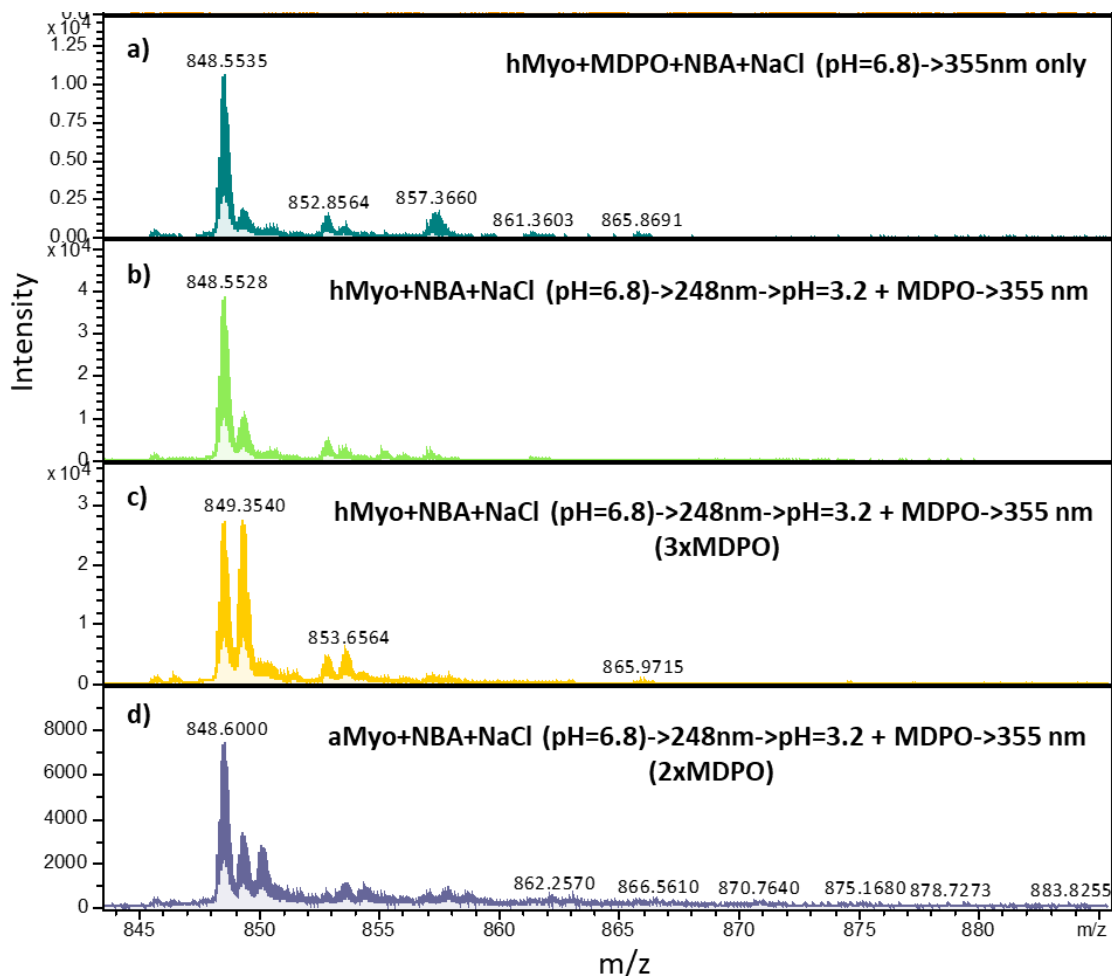 x 10⁴
a)
hMyo+MDPO+NBA+NaCl (pH=6.8)->355nm only
1.25
1.00
0.75
0.50
0.25
0.00
848.5535
852.8564
857.3660
861.3603
865.8691
x 10⁴
b)
hMyo+NBA+NaCl (pH=6.8)->248nm->pH=3.2 + MDPO->355 nm
4
3
2
1
0
848.5528
x 10⁴
c)
hMyo+NBA+NaCl (pH=6.8)->248nm->pH=3.2 + MDPO->355 nm
(3xMDPO)
3
2
1
0
849.3540
853.6564
865.9715
d)
aMyo+NBA+NaCl (pH=6.8)->248nm->pH=3.2 + MDPO->355 nm
(2xMDPO)
8000
6000
4000
2000
0
848.6000
862.2570
866.5610
870.7640
875.1680
878.7273
883.8255
845 850 855 860 865 870 875 880 m/z
m/z
Intensity